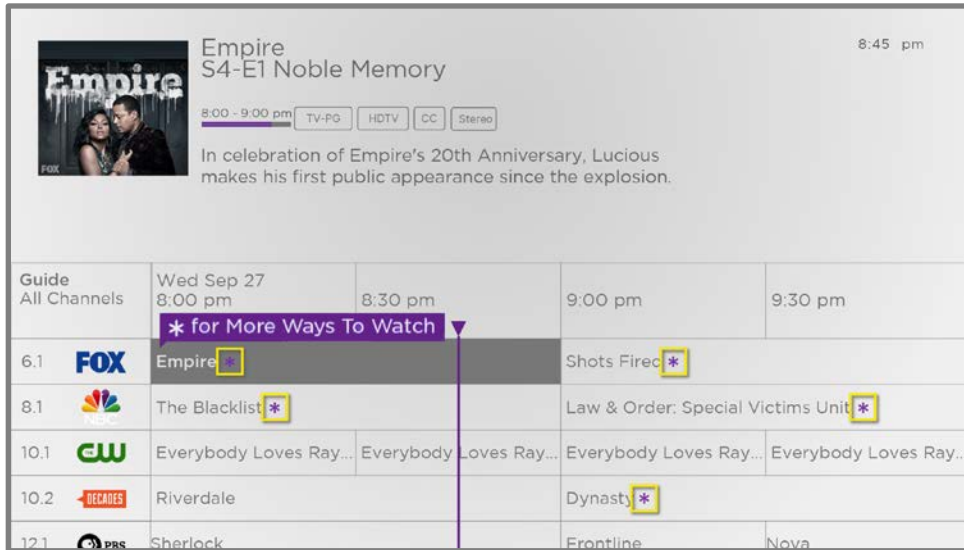 Empire
FOX
Empire
S4-E1 Noble Memory
8:45 pm
8:00 - 9:00 pm TV-PG HDTV CC Stereo
In celebration of Empire's 20th Anniversary, Lucious
makes his first public appearance since the explosion.
Guide
All Channels
Wed Sep 27
8:00 pm 8:30 pm 9:00 pm 9:30 pm
* for More Ways To Watch
6.1 FOX Empire * Shots Fired *
8.1 NBC The Blacklist * Law & Order: Special Victims Unit *
10.1 THE CW Everybody Loves Ray... Everybody Loves Ray... Everybody Loves Ray... Everybody Loves Ray..
10.2 DECADES Riverdale Dynasty *
12.1 PBS Sherlock Frontline Nova